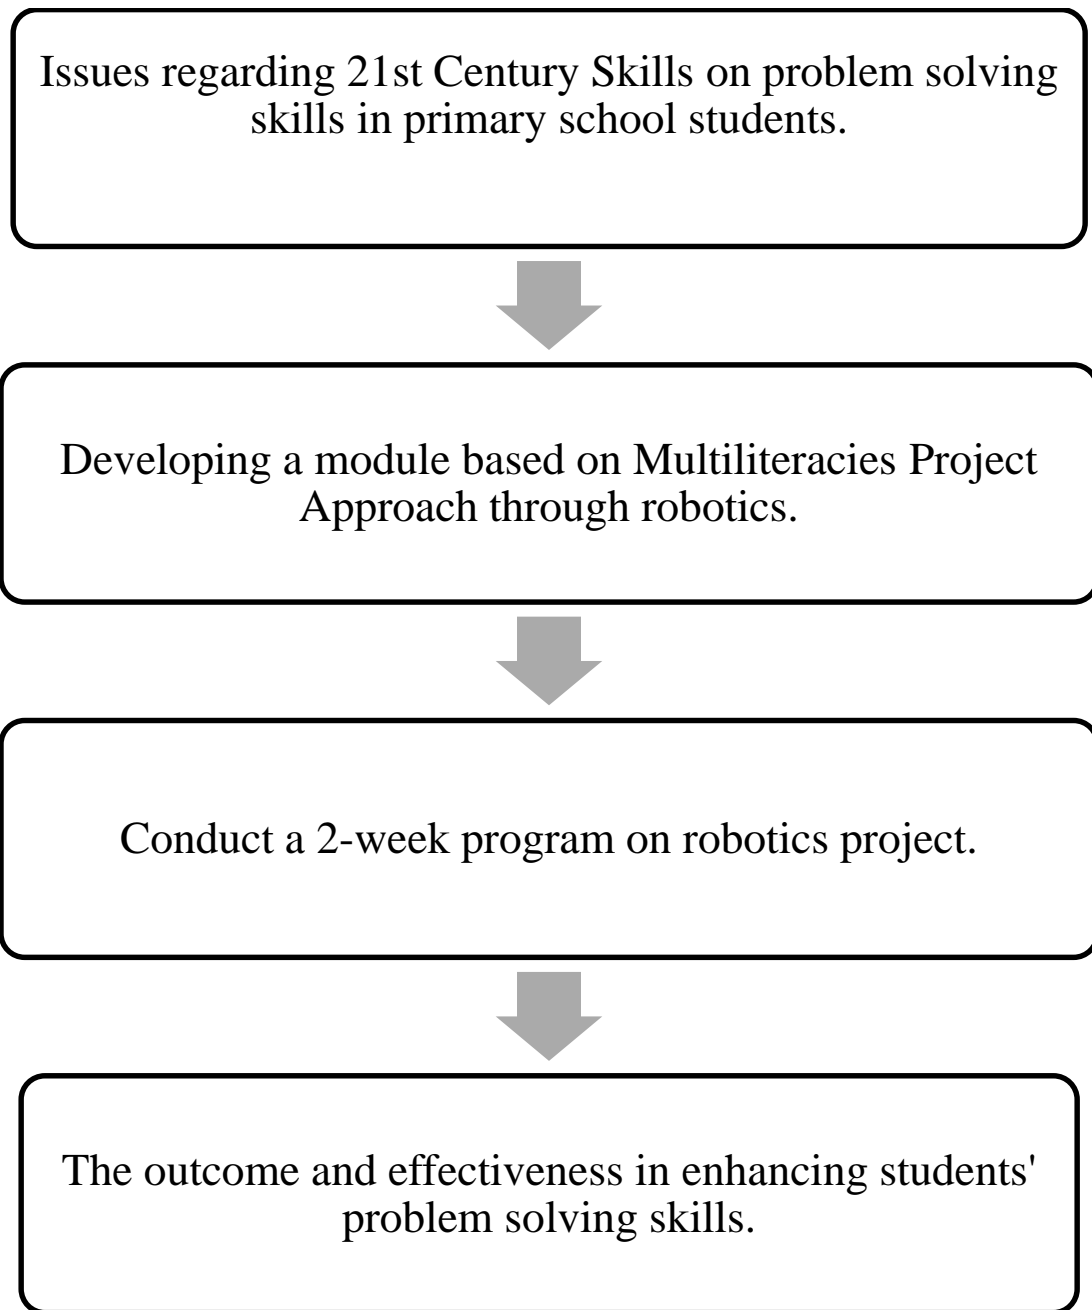 Issues regarding 21st Century Skills on problem solving
skills in primary school students.
Developing a module based on Multiliteracies Project
Approach through robotics.
Conduct a 2-week program on robotics project.
The outcome and effectiveness in enhancing students'
problem solving skills.